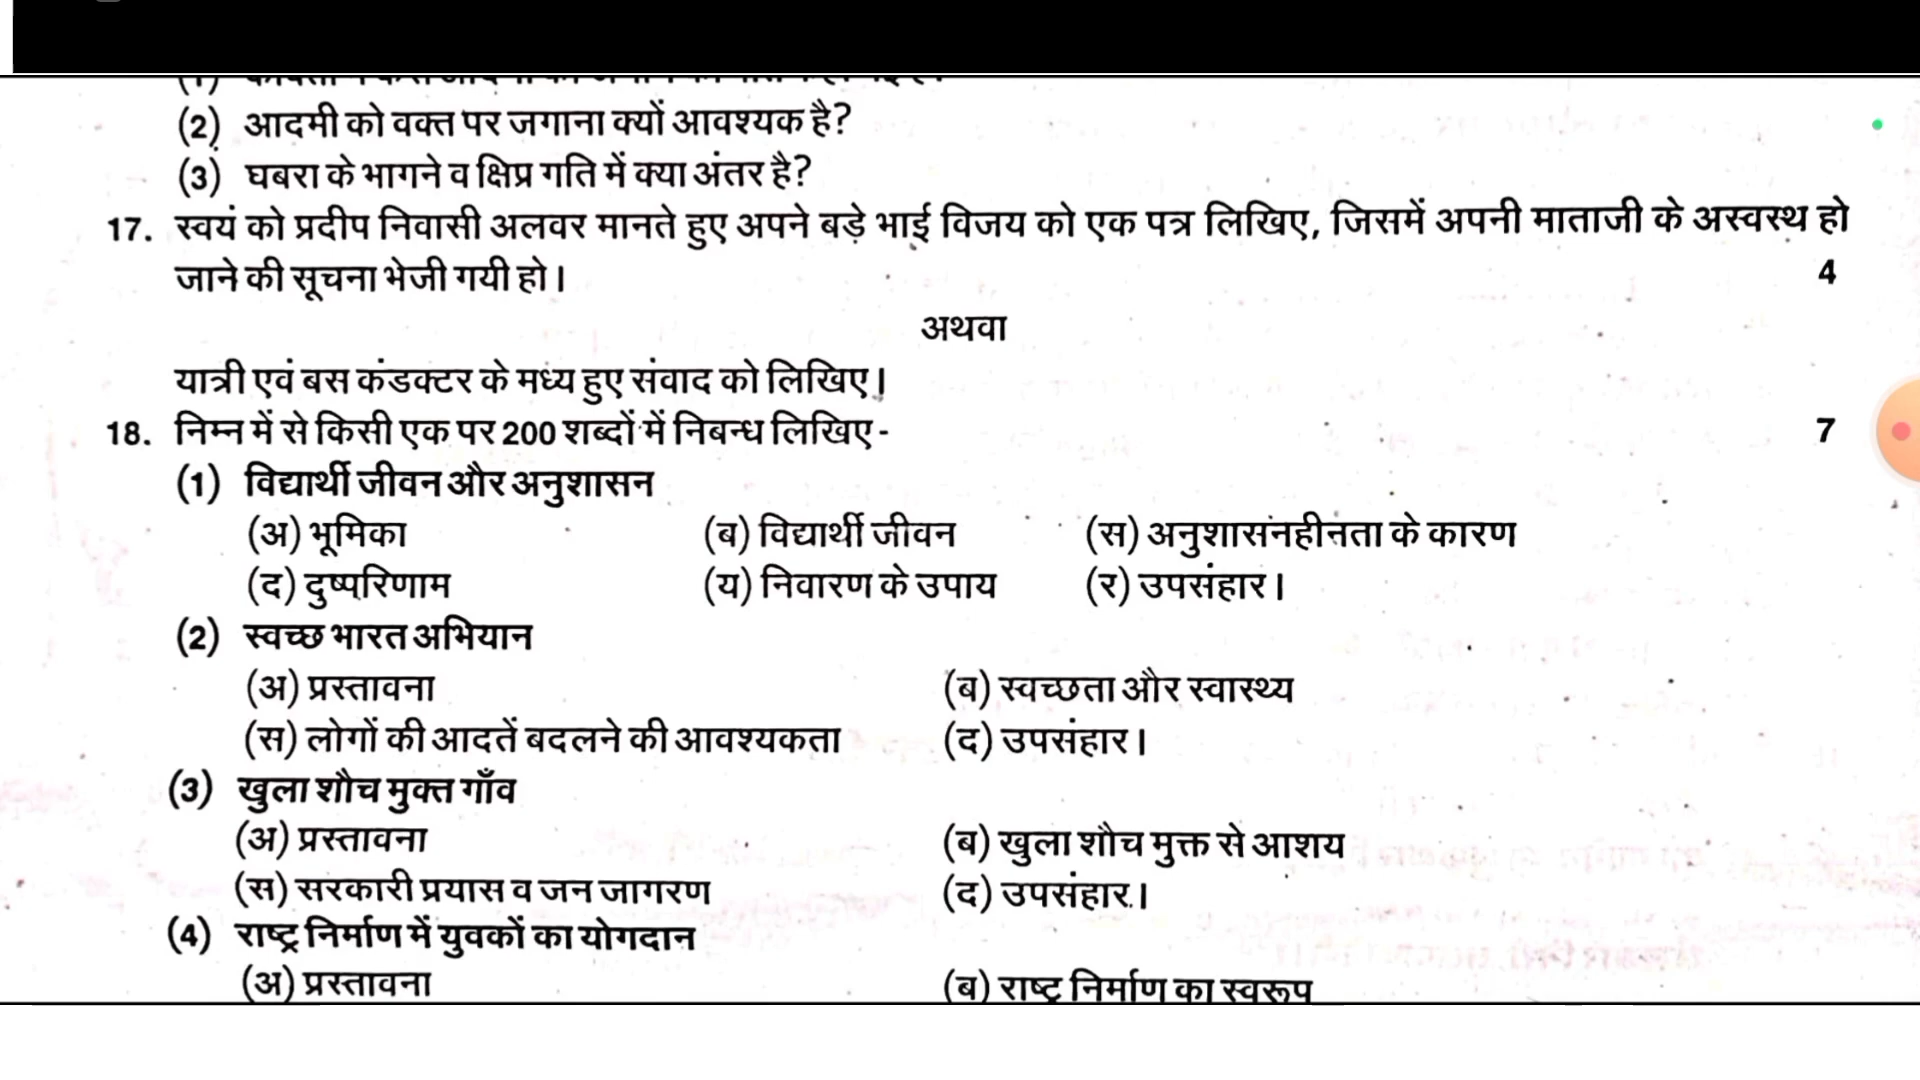 (2) आदमी को वक्त पर जगाना क्यों आवश्यक है?
(3) घबरा के भागने व क्षिप्र गति में क्या अंतर है?
17. स्वयं को प्रदीप निवासी अलवर मानते हुए अपने बड़े भाई विजय को एक पत्र लिखिए, जिसमें अपनी माताजी के अस्वस्थ हो
जाने की सूचना भेजी गयी हो। 4
अथवा
यात्री एवं बस कंडक्टर के मध्य हुए संवाद को लिखिए।
18. निम्न में से किसी एक पर 200 शब्दों में निबन्ध लिखिए - 7
(1) विद्यार्थी जीवन और अनुशासन
(अ) भूमिका (ब) विद्यार्थी जीवन (स) अनुशासनहीनता के कारण
(द) दुष्परिणाम (य) निवारण के उपाय (र) उपसंहार।
(2) स्वच्छ भारत अभियान
(अ) प्रस्तावना (ब) स्वच्छता और स्वास्थ्य
(स) लोगों की आदतें बदलने की आवश्यकता (द) उपसंहार।
(3) खुला शौच मुक्त गाँव
(अ) प्रस्तावना (ब) खुला शौच मुक्त से आशय
(स) सरकारी प्रयास व जन जागरण (द) उपसंहार।
(4) राष्ट्र निर्माण में युवकों का योगदान
(अ) प्रस्तावना (ब) राष्ट्र निर्माण का स्वरूप